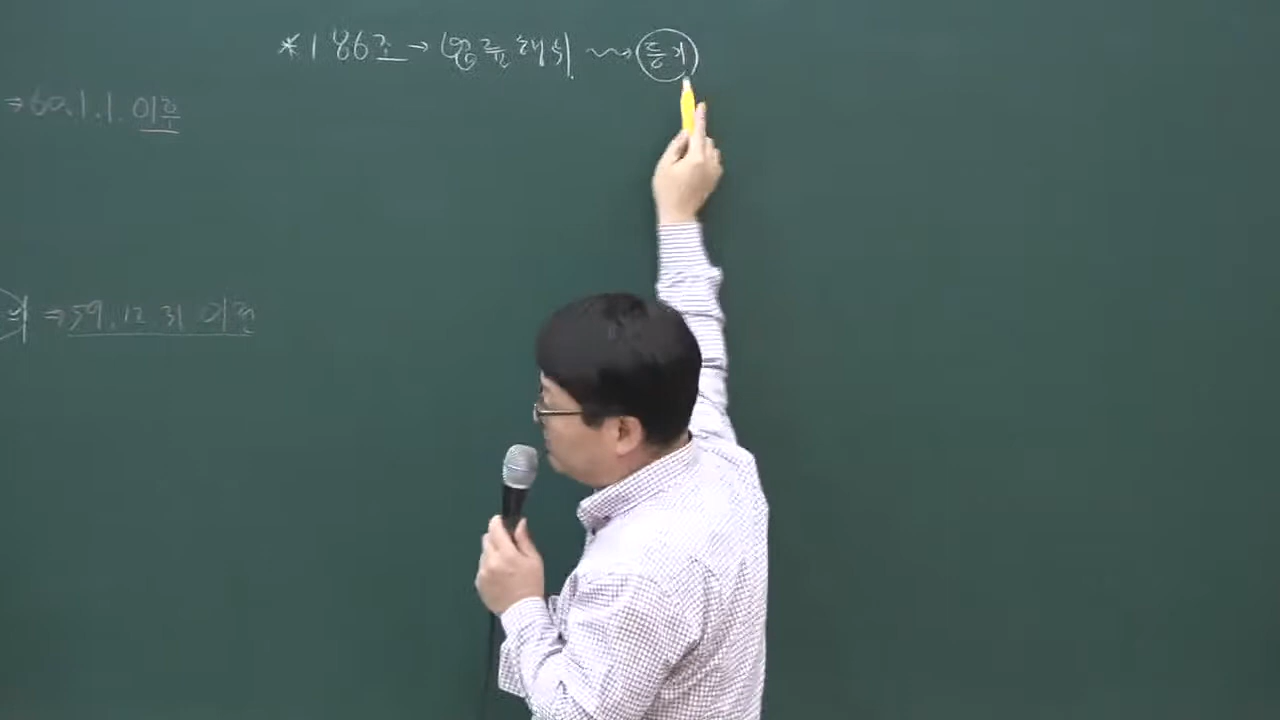 *186조→법률행위 ~~→ 등기
⇒60.1.1. 이후
⇒59.12.31 이전